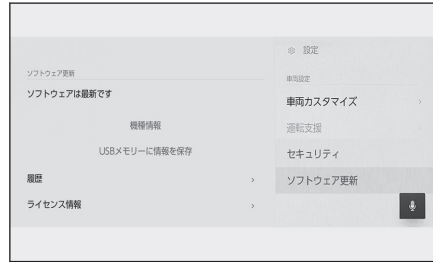 ソフトウェア更新
ソフトウェアは最新です
機種情報
USBメモリーに情報を保存
履歴
ライセンス情報
設定
車両設定
車両カスタマイズ
運転支援
セキュリティ
ソフトウェア更新